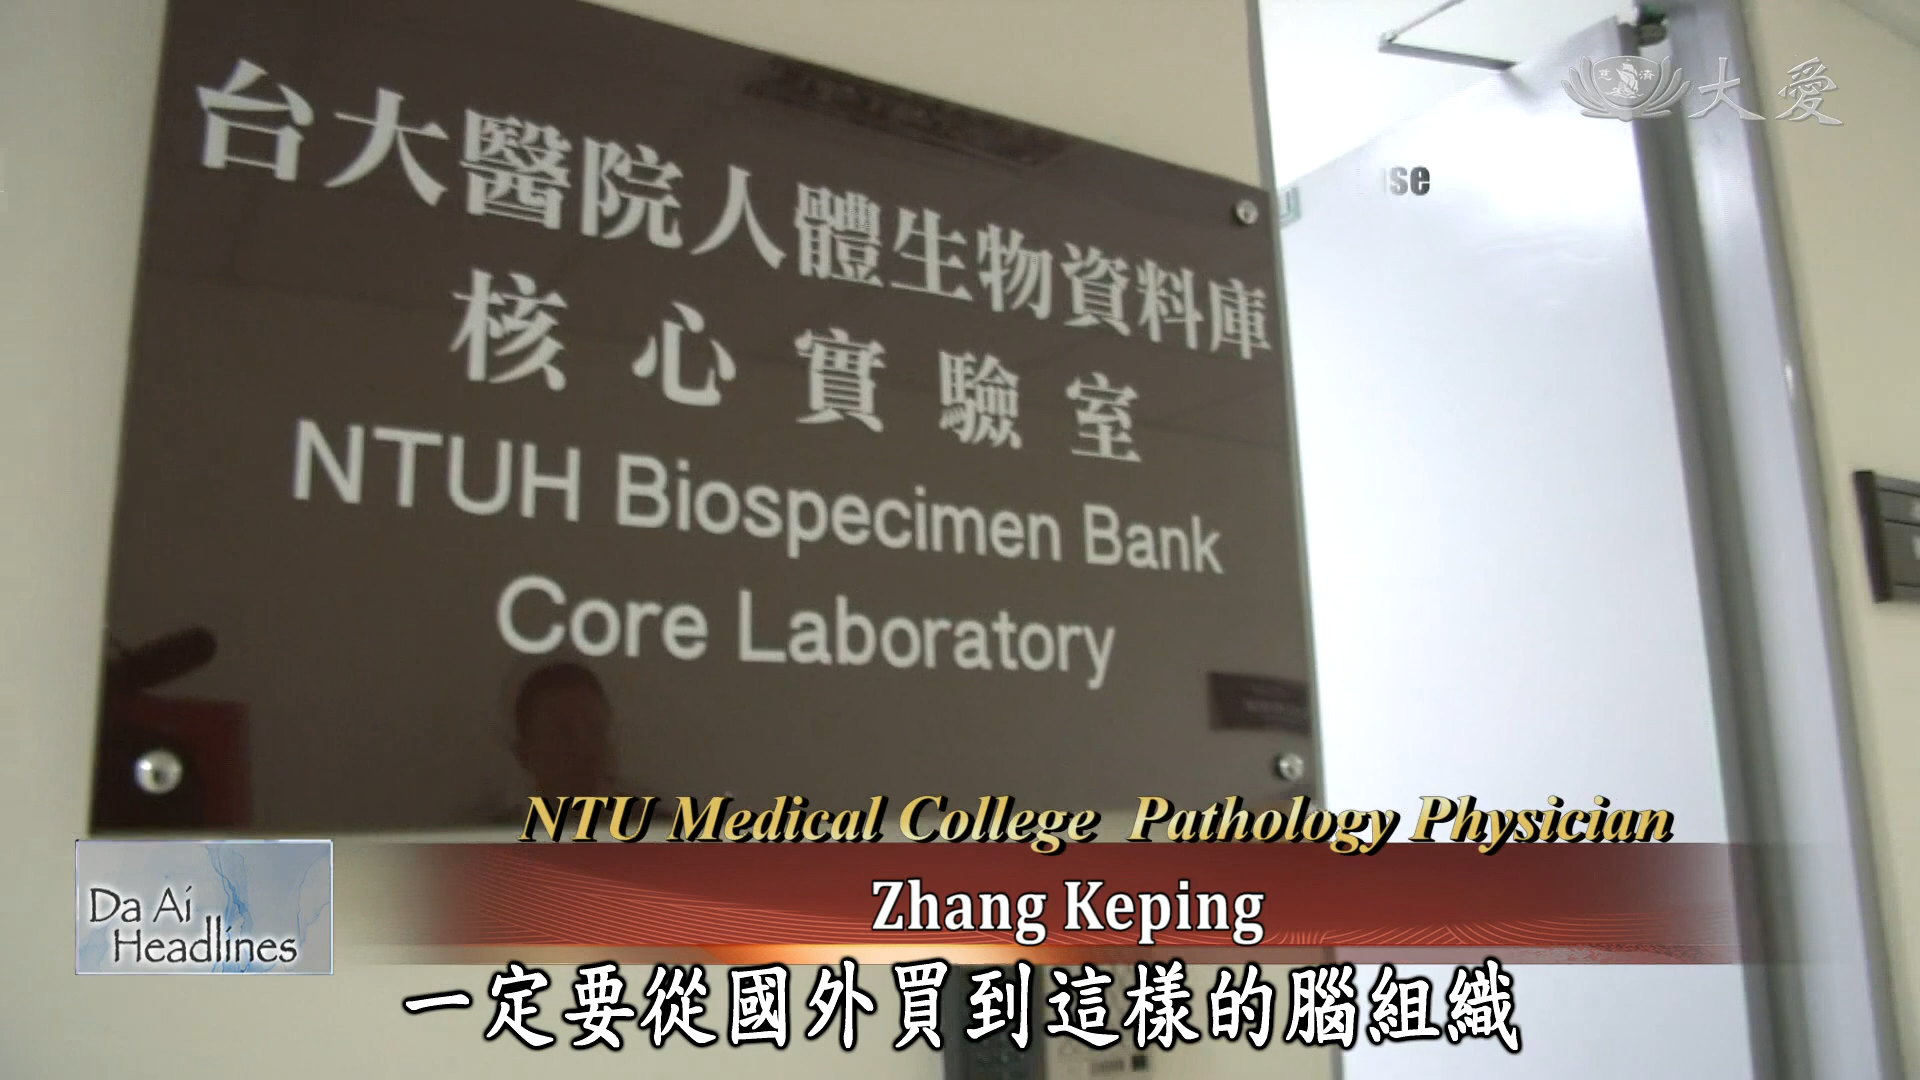 大愛
台大醫院人體生物資料庫
核心實驗室
NTUH Biospecimen Bank
Core Laboratory
NTU Medical College Pathology Physician
Zhang Keping
Da Ai
Headlines
一定要從國外買到這樣的腦組織